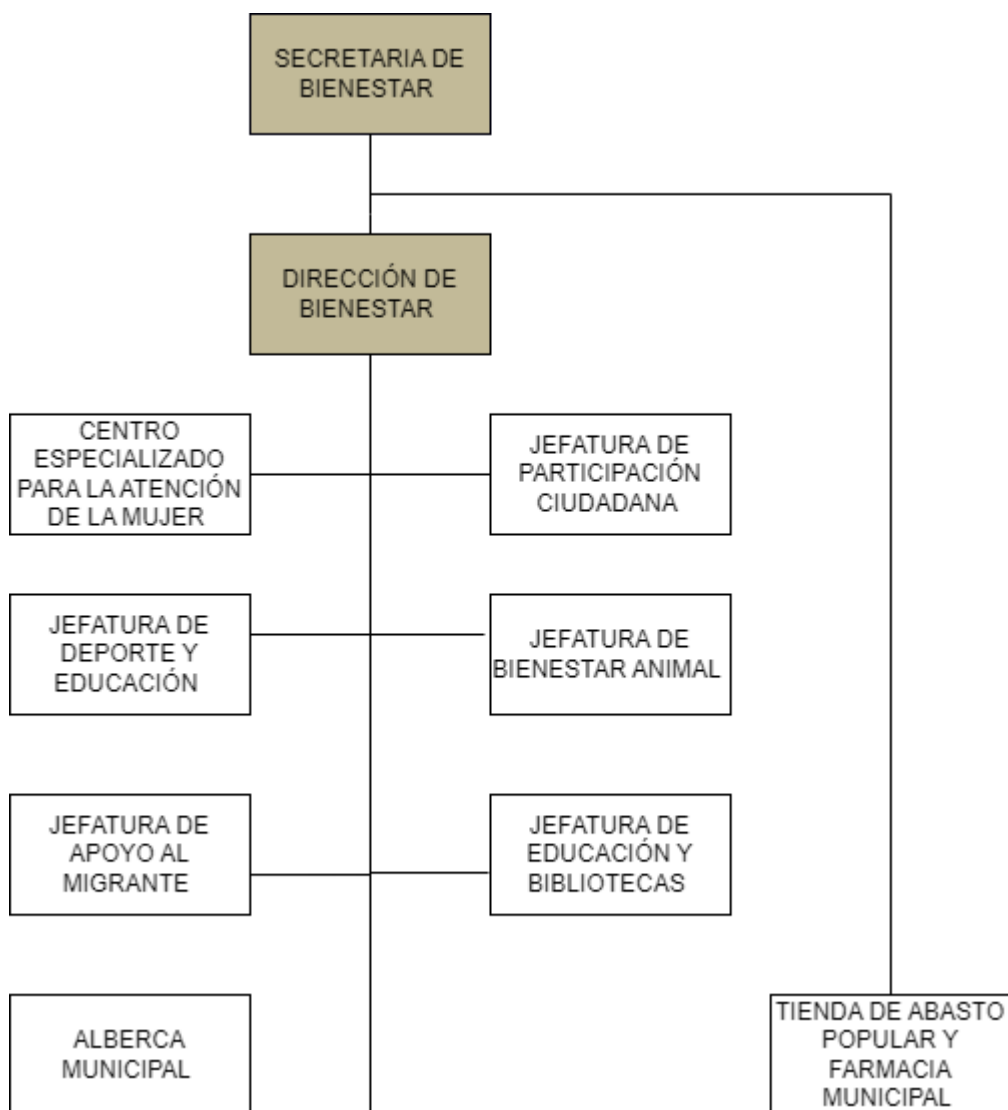 SECRETARIA DE
BIENESTAR
DIRECCIÓN DE
BIENESTAR
CENTRO
ESPECIALIZADO
PARA LA ATENCIÓN
DE LA MUJER
JEFATURA DE
PARTICIPACIÓN
CIUDADANA
JEFATURA DE
DEPORTE Y
EDUCACIÓN
JEFATURA DE
BIENESTAR ANIMAL
JEFATURA DE
APOYO AL
MIGRANTE
JEFATURA DE
EDUCACIÓN Y
BIBLIOTECAS
ALBERCA
MUNICIPAL
TIENDA DE ABASTO
POPULAR Y
FARMACIA
MUNICIPAL